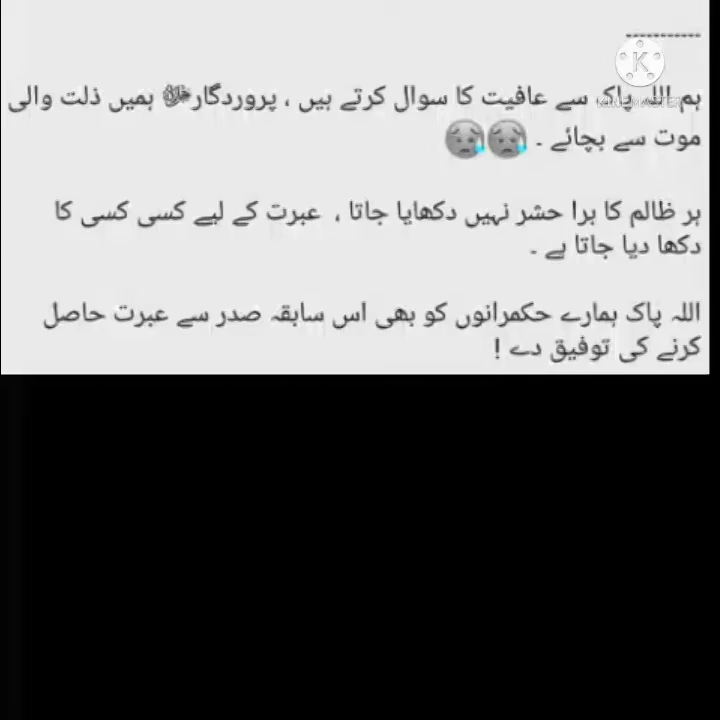 -----------
KINEMASTER
ہم اللہ پاک سے عافیت کا سوال کرتے ہیں ، پروردگارﷻ ہمیں ذلت والی
موت سے بچائے ۔ 😥😥
ہر ظالم کا برا حشر نہیں دکھایا جاتا ، عبرت کے لیے کسی کسی کا
دکھا دیا جاتا ہے ۔
اللہ پاک ہمارے حکمرانوں کو بھی اس سابقہ صدر سے عبرت حاصل
کرنے کی توفیق دے !